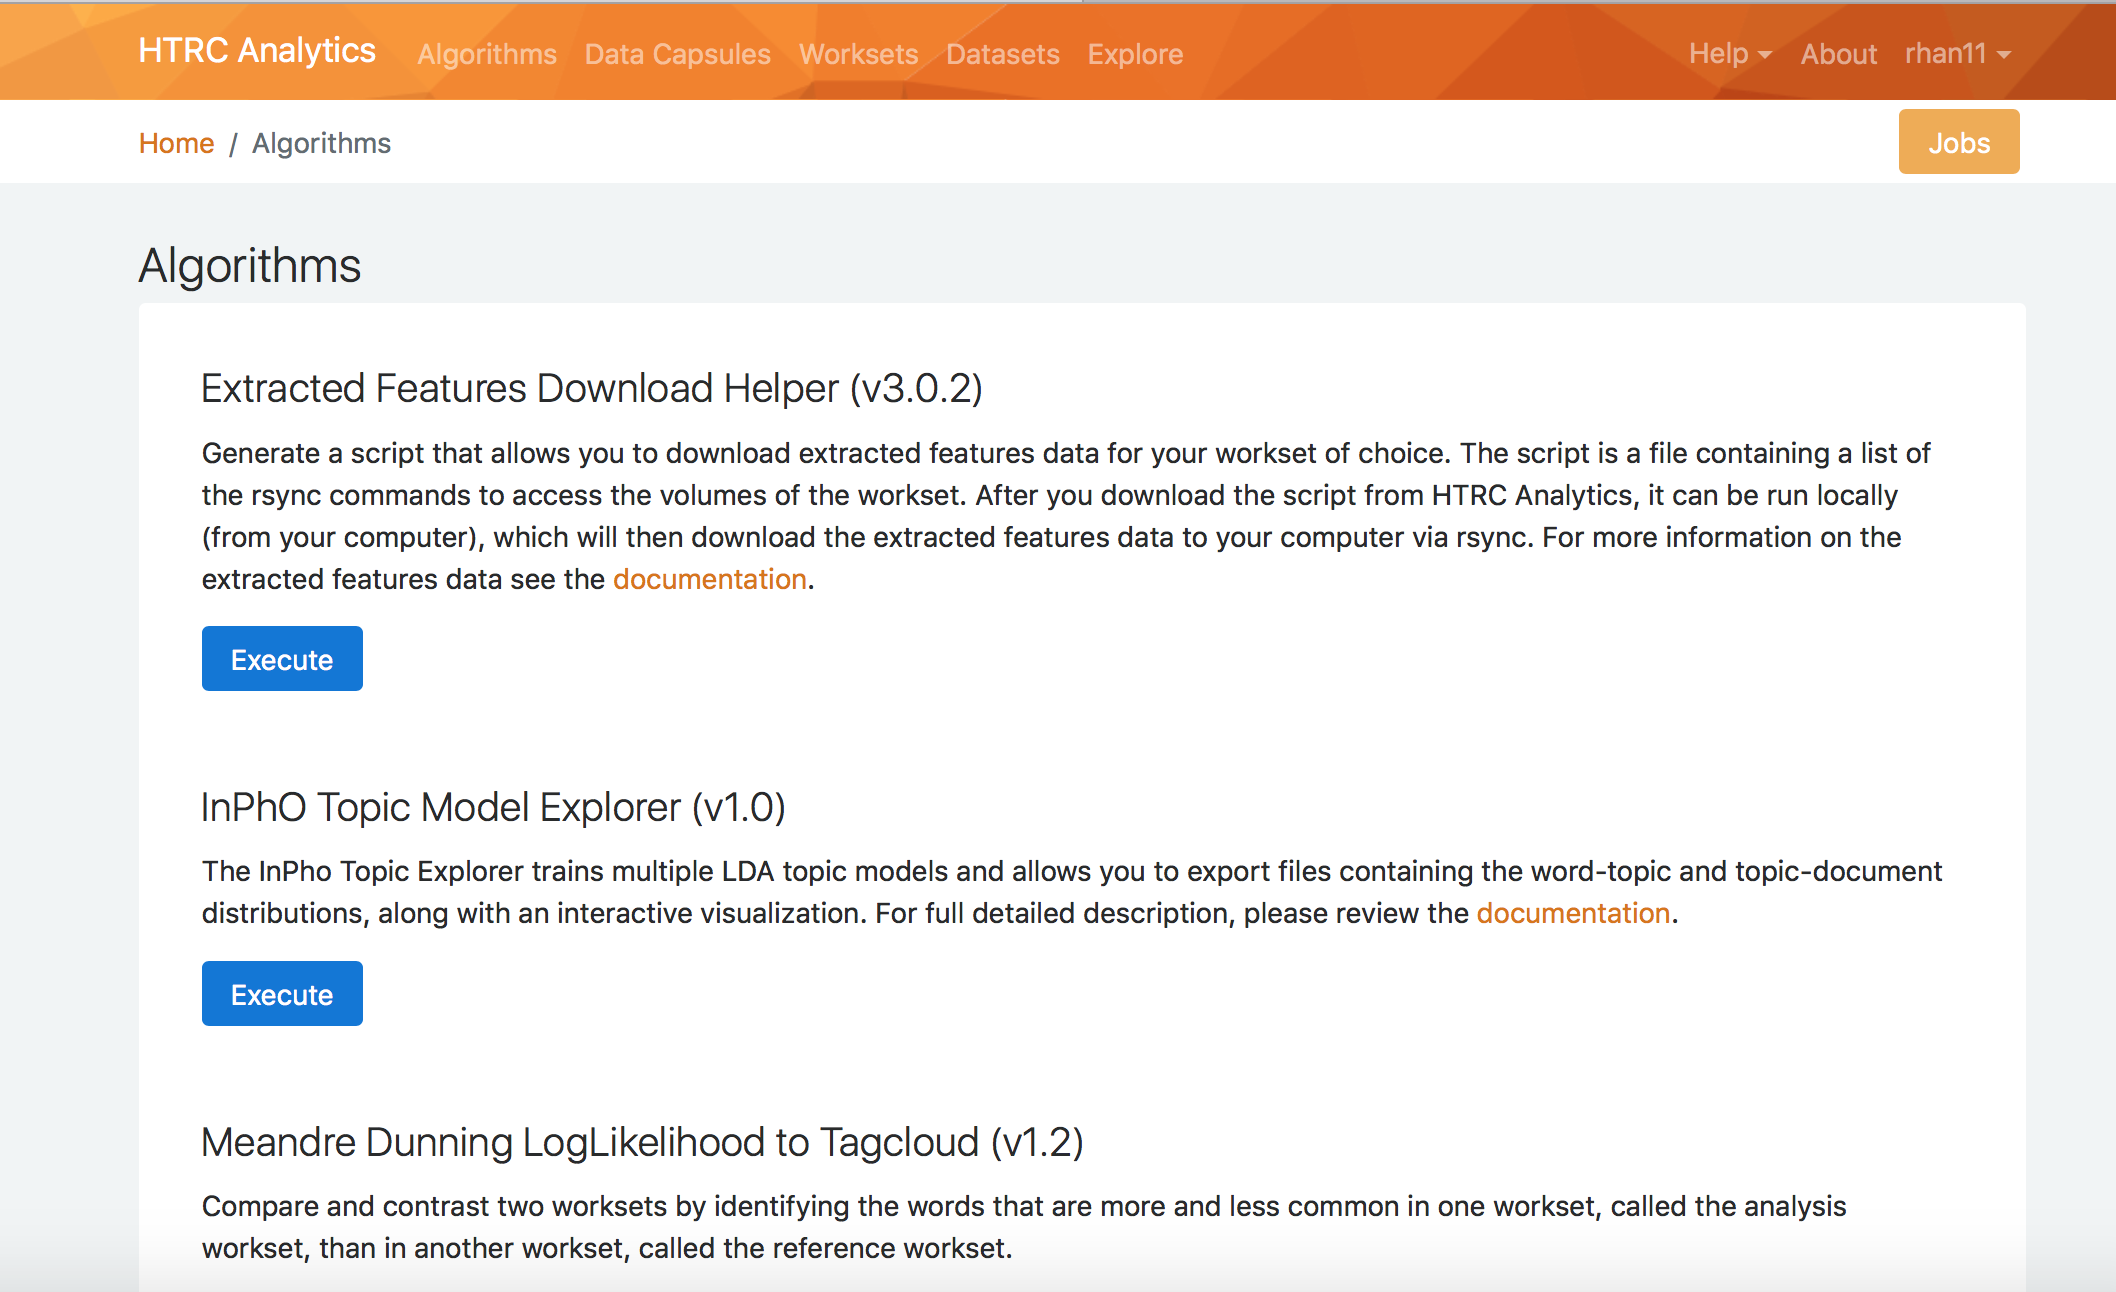 HTRC Analytics Algorithms Data Capsules Worksets Datasets Explore Help About rhan11
Home / Algorithms Jobs
Algorithms
Extracted Features Download Helper (v3.0.2)
Generate a script that allows you to download extracted features data for your workset of choice. The script is a file containing a list of
the rsync commands to access the volumes of the workset. After you download the script from HTRC Analytics, it can be run locally
(from your computer), which will then download the extracted features data to your computer via rsync. For more information on the
extracted features data see the documentation.
Execute
InPhO Topic Model Explorer (v1.0)
The InPho Topic Explorer trains multiple LDA topic models and allows you to export files containing the word-topic and topic-document
distributions, along with an interactive visualization. For full detailed description, please review the documentation.
Execute
Meandre Dunning LogLikelihood to Tagcloud (v1.2)
Compare and contrast two worksets by identifying the words that are more and less common in one workset, called the analysis
workset, than in another workset, called the reference workset.